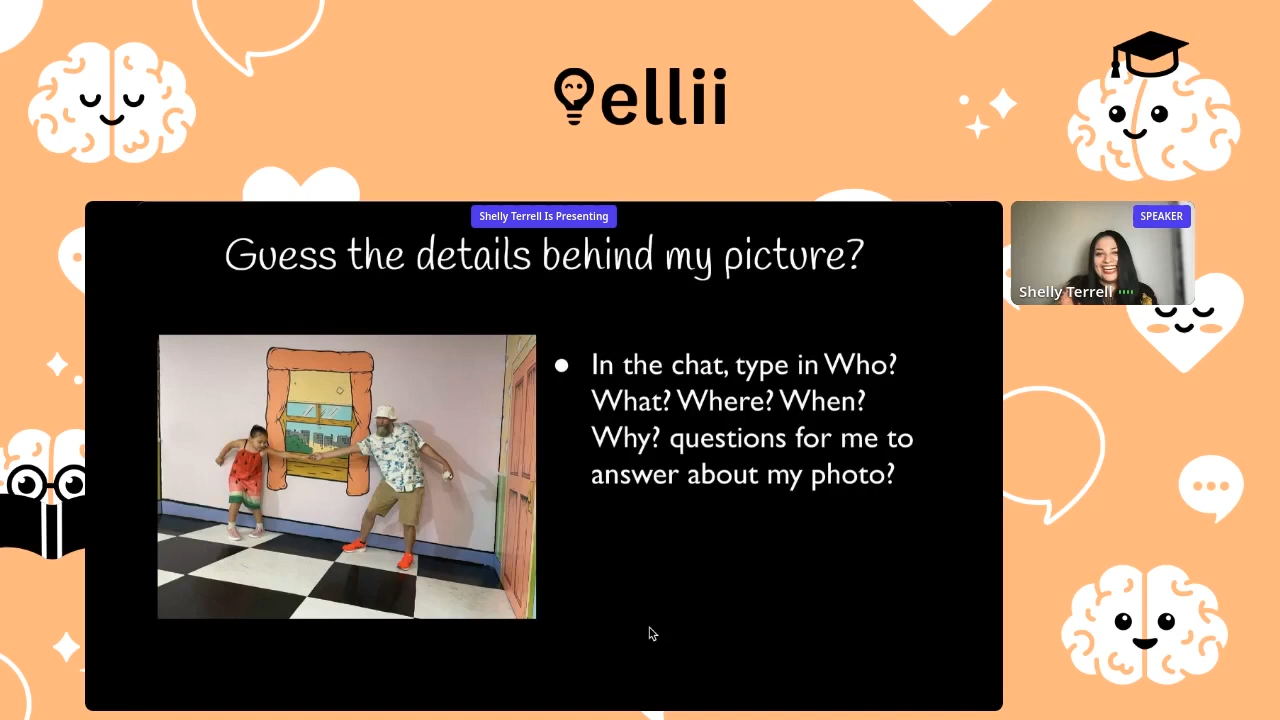 ellii
Shelly Terrell Is Presenting
SPEAKER
Guess the details behind my picture?
Shelly Terrell
In the chat, type in Who?
What? Where? When?
Why? questions for me to
answer about my photo?